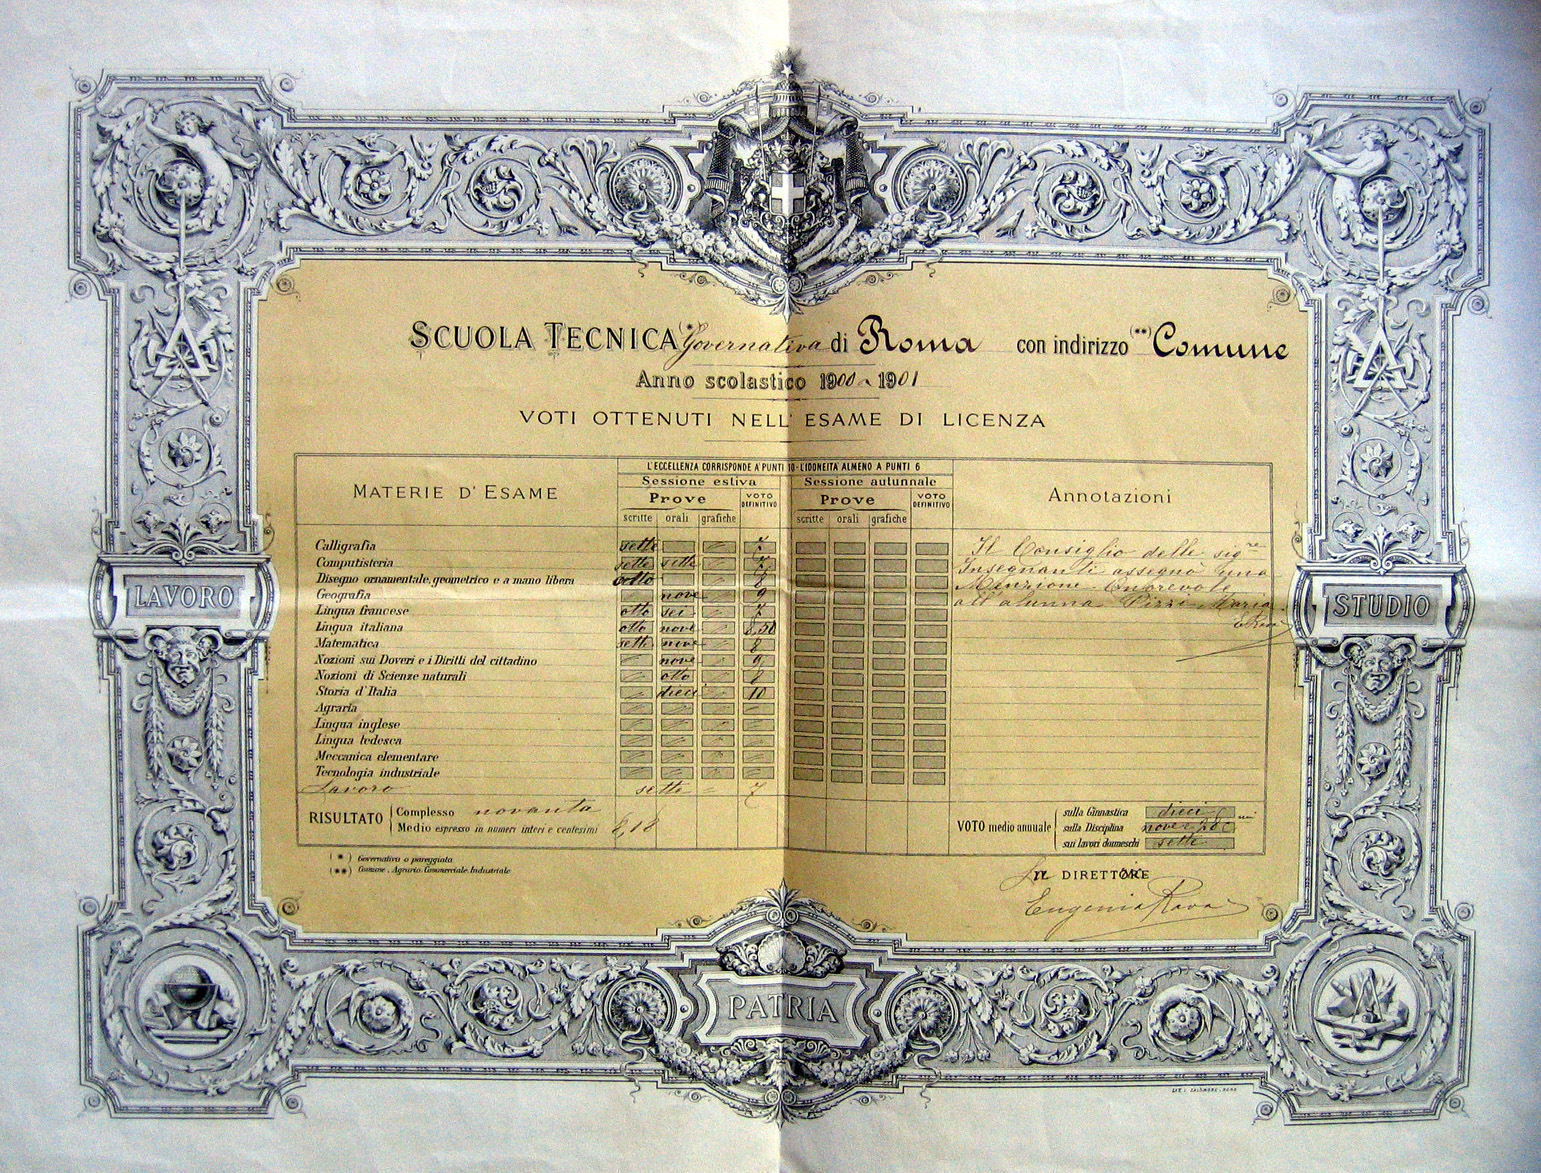 SCUOLA TECNICA (*) Governativa di Roma con indirizzo (**) Comune
Anno scolastico 1900 - 1901
VOTI OTTENUTI NELL' ESAME DI LICENZA
MATERIE D' ESAME
L'ECCELLENZA CORRISPONDE A PUNTI 10 - L'IDONEITÀ ALMENO A PUNTI 6
Sessione estiva Sessione autunnale
Prove VOTO DEFINITIVO Prove VOTO DEFINITIVO
scritte orali grafiche scritte orali grafiche
Annotazioni
Calligrafia sette 7
Computisteria sette sette 7
Disegno ornamentale, geometrico e a mano libera otto 8
Geografia nove 9
Lingua francese otto sei 7
Lingua italiana otto nove 8,50
Matematica sette nove 8
Nozioni sui Doveri e i Diritti del cittadino nove 9
Nozioni di Scienze naturali otto 8
Storia d'Italia dieci 10
Agraria
Lingua inglese
Lingua tedesca
Meccanica elementare
Tecnologia industriale
Lavoro sette 7
Il Consiglio delle sig.re
Insegnanti assegnò una
Menzione Onorevole
all'alunna Pizzi Maria
RISULTATO
Complesso novanta
Medio espresso in numeri interi e centesimi 8,18
VOTO medio annuale
sulla Ginnastica dieci
sulla Disciplina nove
sui lavori donneschi sette
(*) Governativa o pareggiata
(**) Comune, Agrario, Commerciale, Industriale
IL DIRETTORE
Eugenia Ravà
LAVORO
STUDIO
PATRIA